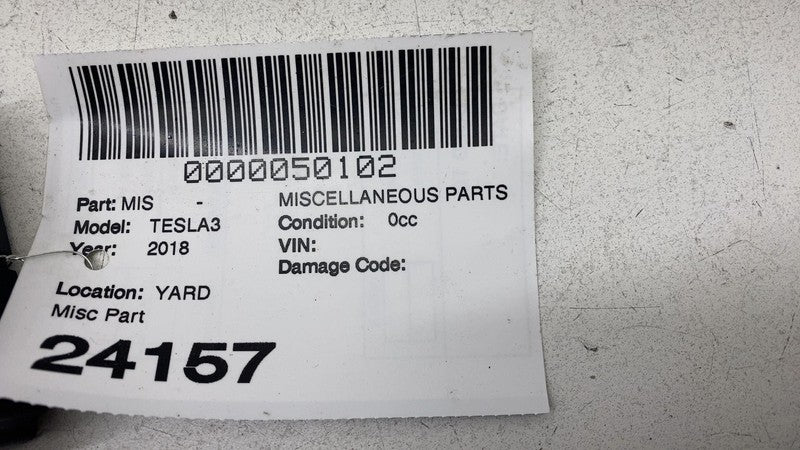 0000050102
Part: MIS - MISCELLANEOUS PARTS
Model: TESLA3 Condition: 0cc
Year: 2018 VIN:
Damage Code:
Location: YARD
Misc Part
24157